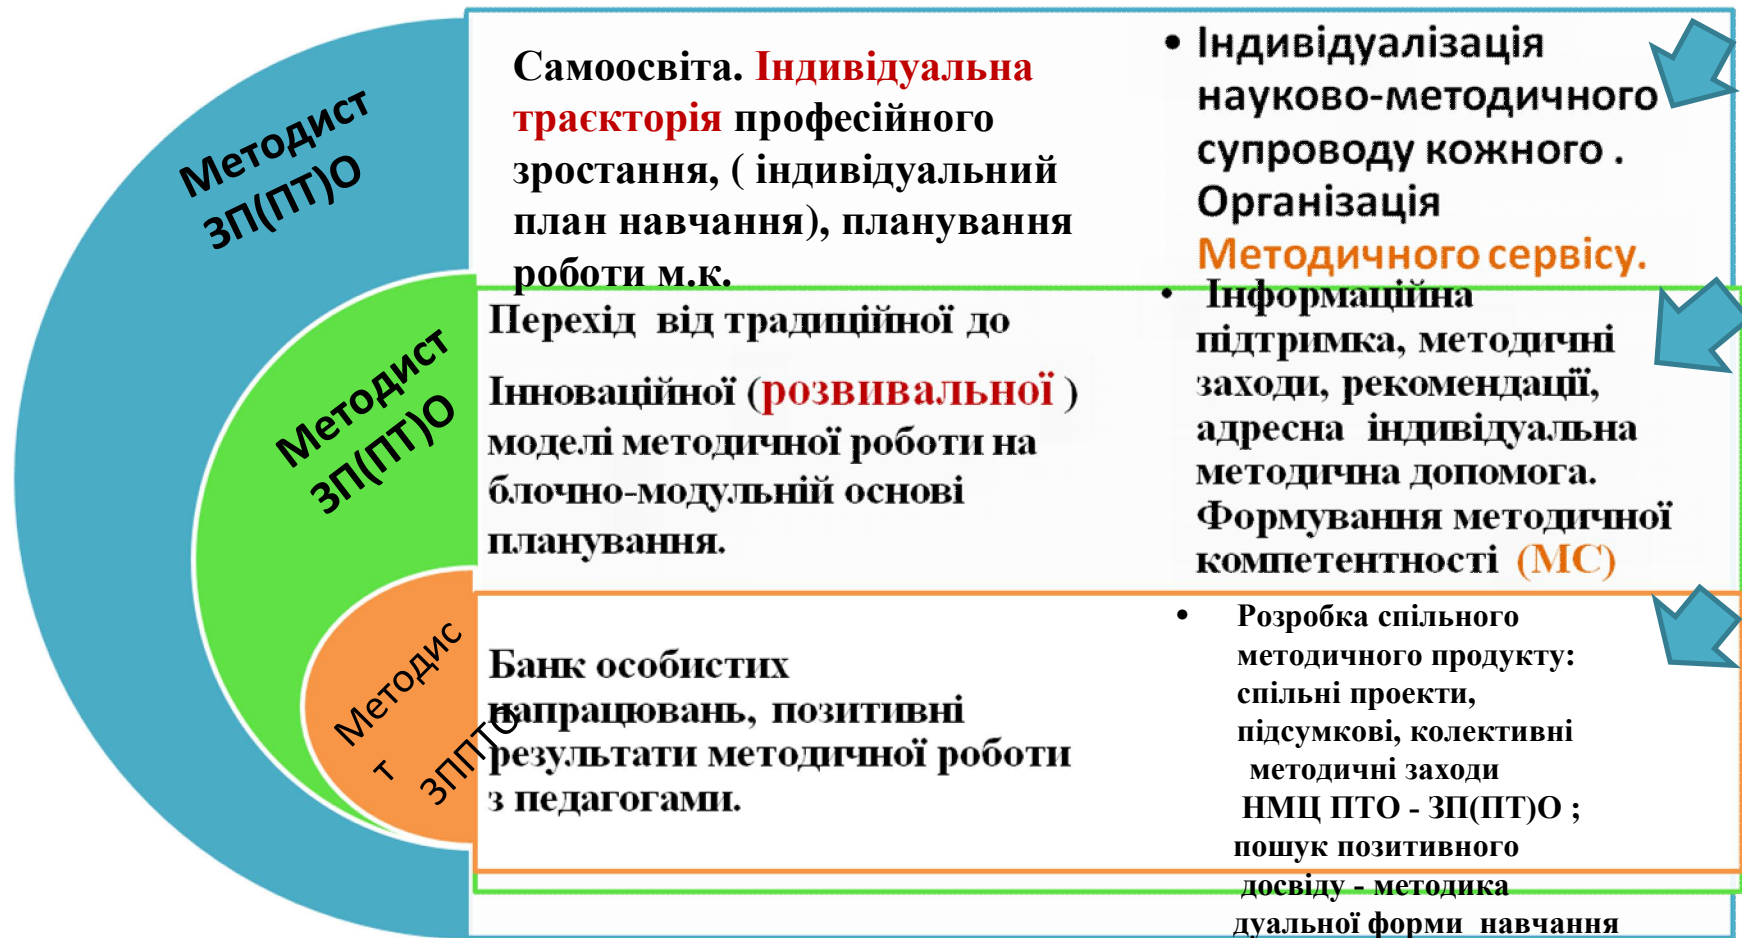 Методист
ЗП(ПТ)О
Самоосвіта. Індивідуальна
траєкторія професійного
зростання, ( індивідуальний
план навчання), планування
роботи м.к.
• Індивідуалізація
науково-методичного
супроводу кожного .
Організація
Методичного сервісу.
Методист
ЗП(ПТ)О
Перехід від традиційної до
Інноваційної (розвивальної )
моделі методичної роботи на
блочно-модульній основі
планування.
• Інформаційна
підтримка, методичні
заходи, рекомендації,
адресна індивідуальна
методична допомога.
Формування методичної
компетентності (МС)
Методис
т
ЗППТО
Банк особистих
напрацювань, позитивні
результати методичної роботи
з педагогами.
• Розробка спільного
методичного продукту:
спільні проекти,
підсумкові, колективні
методичні заходи
НМЦ ПТО - ЗП(ПТ)О ;
пошук позитивного
досвіду - методика
дуальної форми навчання